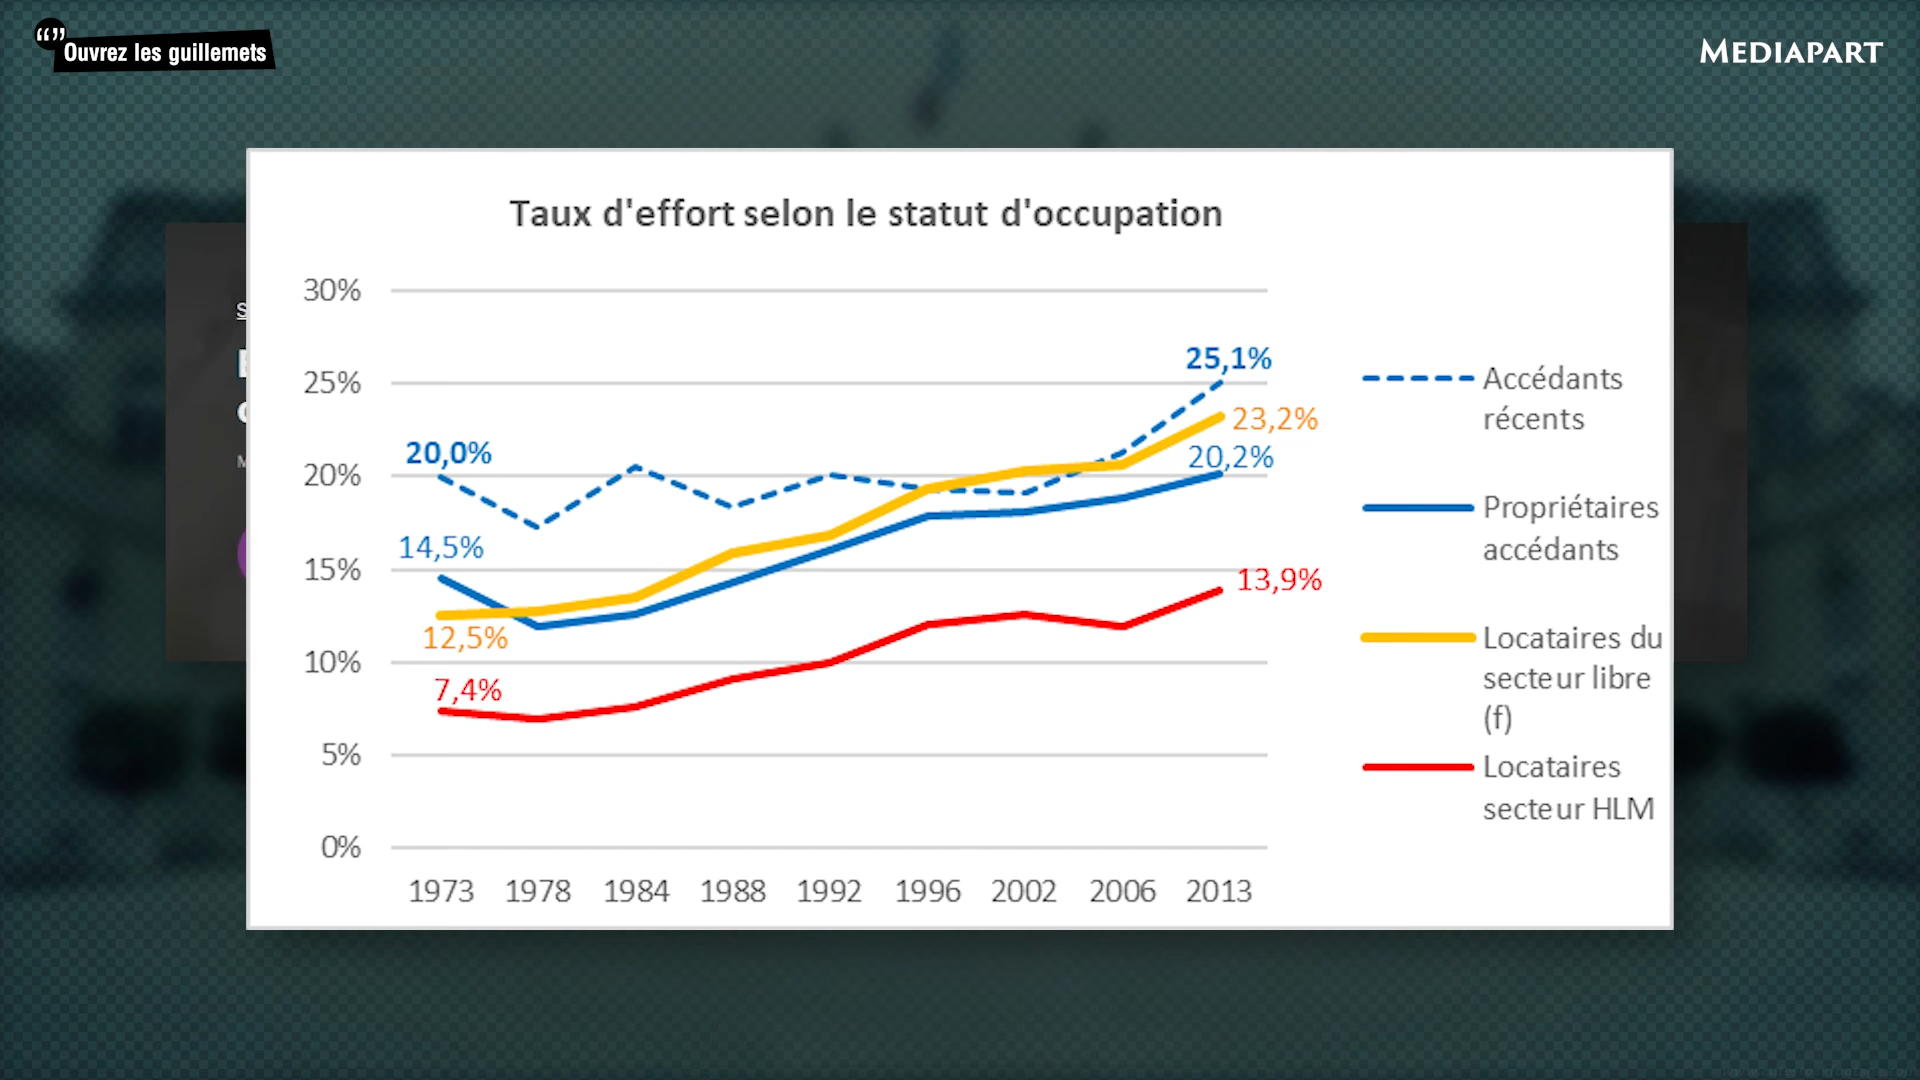 “”
Ouvrez les guillemets
MEDIAPART
Taux d'effort selon le statut d'occupation
30%
25%
20%
15%
10%
5%
0%
25,1%
23,2%
20,2%
20,0%
14,5%
12,5%
7,4%
13,9%
Accédants
récents
Propriétaires
accédants
Locataires du
secteur libre
(f)
Locataires
secteur HLM
1973 1978 1984 1988 1992 1996 2002 2006 2013